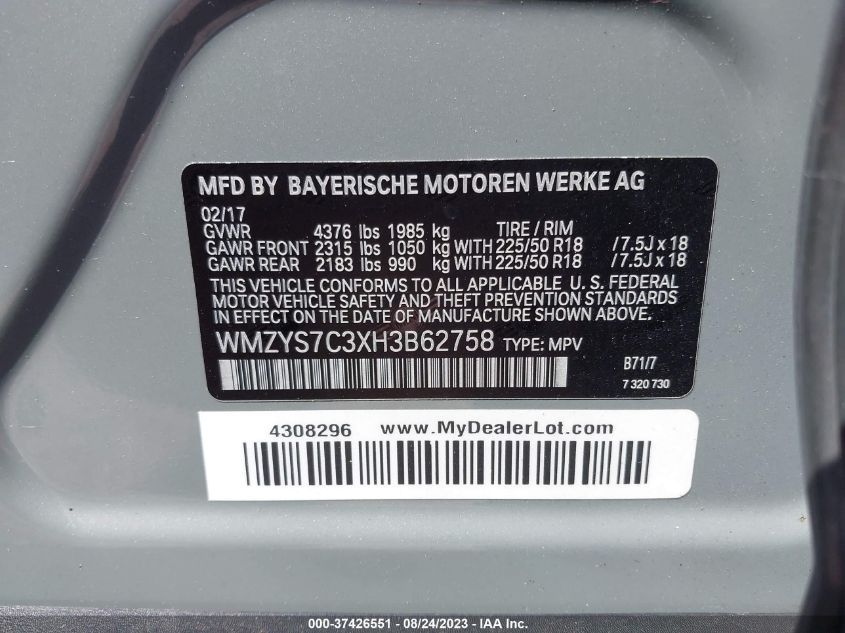 MFD BY BAYERISCHE MOTOREN WERKE AG
02/17
GVWR 4376 lbs 1985 kg TIRE / RIM
GAWR FRONT 2315 lbs 1050 kg WITH 225/50 R18 /7.5J x 18
GAWR REAR 2183 lbs 990 kg WITH 225/50 R18 /7.5J x 18
THIS VEHICLE CONFORMS TO ALL APPLICABLE U. S. FEDERAL
MOTOR VEHICLE SAFETY AND THEFT PREVENTION STANDARDS
IN EFFECT ON THE DATE OF MANUFACTURE SHOWN ABOVE.
WMZYS7C3XH3B62758 TYPE: MPV
B71/7
7 320 730
4308296 www.MyDealerLot.com
000-37426551 - 08/24/2023 - IAA Inc.